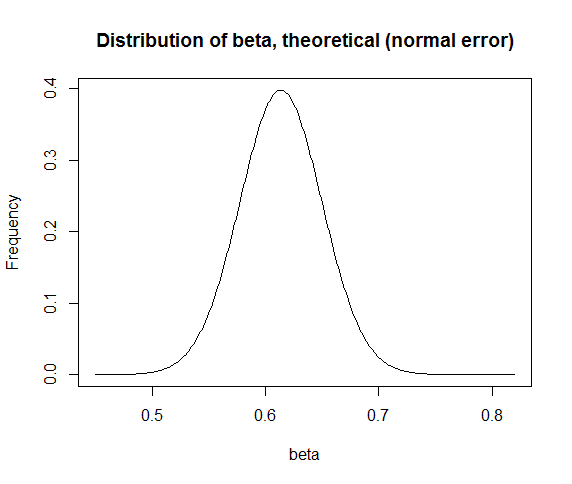 Distribution of beta, theoretical (normal error)
Frequency
0.4
0.3
0.2
0.1
0.0
0.5 0.6 0.7 0.8
beta